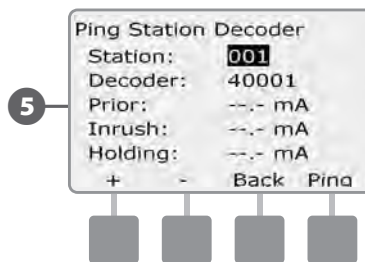 Ping Station Decoder
Station: 001
Decoder: 40001
Prior: --.- mA
5
Inrush: --.- mA
Holding: --.- mA
+ - Back Ping